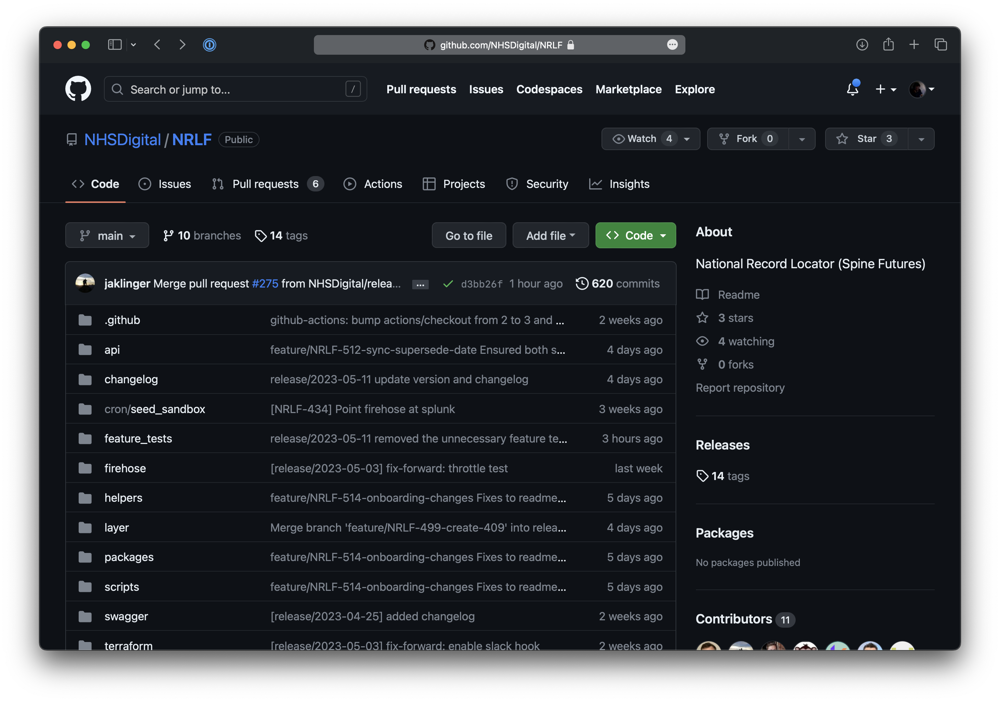 github.com/NHSDigital/NRLF
Search or jump to... /
Pull requests Issues Codespaces Marketplace Explore
NHSDigital / NRLF Public
Watch 4 Fork 0 Star 3
Code Issues Pull requests 6 Actions Projects Security Insights
main 10 branches 14 tags Go to file Add file Code
jaklinger Merge pull request #275 from NHSDigital/relea... ... d3bb26f 1 hour ago 620 commits
.github github-actions: bump actions/checkout from 2 to 3 and ... 2 weeks ago
api feature/NRLF-512-sync-supersede-date Ensured both s... 4 days ago
changelog release/2023-05-11 update version and changelog 4 days ago
cron/seed_sandbox [NRLF-434] Point firehose at splunk 3 weeks ago
feature_tests release/2023-05-11 removed the unnecessary feature te... 3 hours ago
firehose [release/2023-05-03] fix-forward: throttle test last week
helpers feature/NRLF-514-onboarding-changes Fixes to readme... 5 days ago
layer Merge branch 'feature/NRLF-499-create-409' into relea... 4 days ago
packages feature/NRLF-514-onboarding-changes Fixes to readme... 5 days ago
scripts feature/NRLF-514-onboarding-changes Fixes to readme... 5 days ago
swagger [release/2023-04-25] added changelog 2 weeks ago
terraform [release/2023-05-03] fix-forward: enable slack hook 2 weeks ago
About
National Record Locator (Spine Futures)
Readme
3 stars
4 watching
0 forks
Report repository
Releases
14 tags
Packages
No packages published
Contributors 11